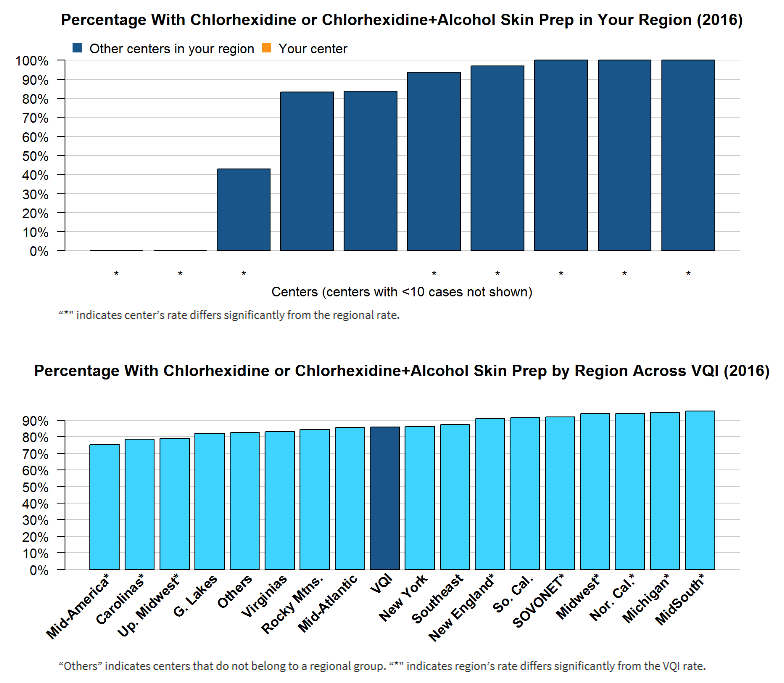 Percentage With Chlorhexidine or Chlorhexidine+Alcohol Skin Prep in Your Region (2016)
Other centers in your region Your center
100%
90%
80%
70%
60%
50%
40%
30%
20%
10%
0%
* * * * * * * *
Centers (centers with <10 cases not shown)
“*” indicates center’s rate differs significantly from the regional rate.
Percentage With Chlorhexidine or Chlorhexidine+Alcohol Skin Prep by Region Across VQI (2016)
90%
80%
70%
60%
50%
40%
30%
20%
10%
0%
Mid-America*
Carolinas*
Up. Midwest*
G. Lakes
Others
Virginias
Rocky Mtns.
Mid-Atlantic
VQI
New York
Southeast
New England*
So. Cal.
SOVONET*
Midwest*
Nor. Cal.*
Michigan*
MidSouth*
“Others” indicates centers that do not belong to a regional group. “*” indicates region’s rate differs significantly from the VQI rate.